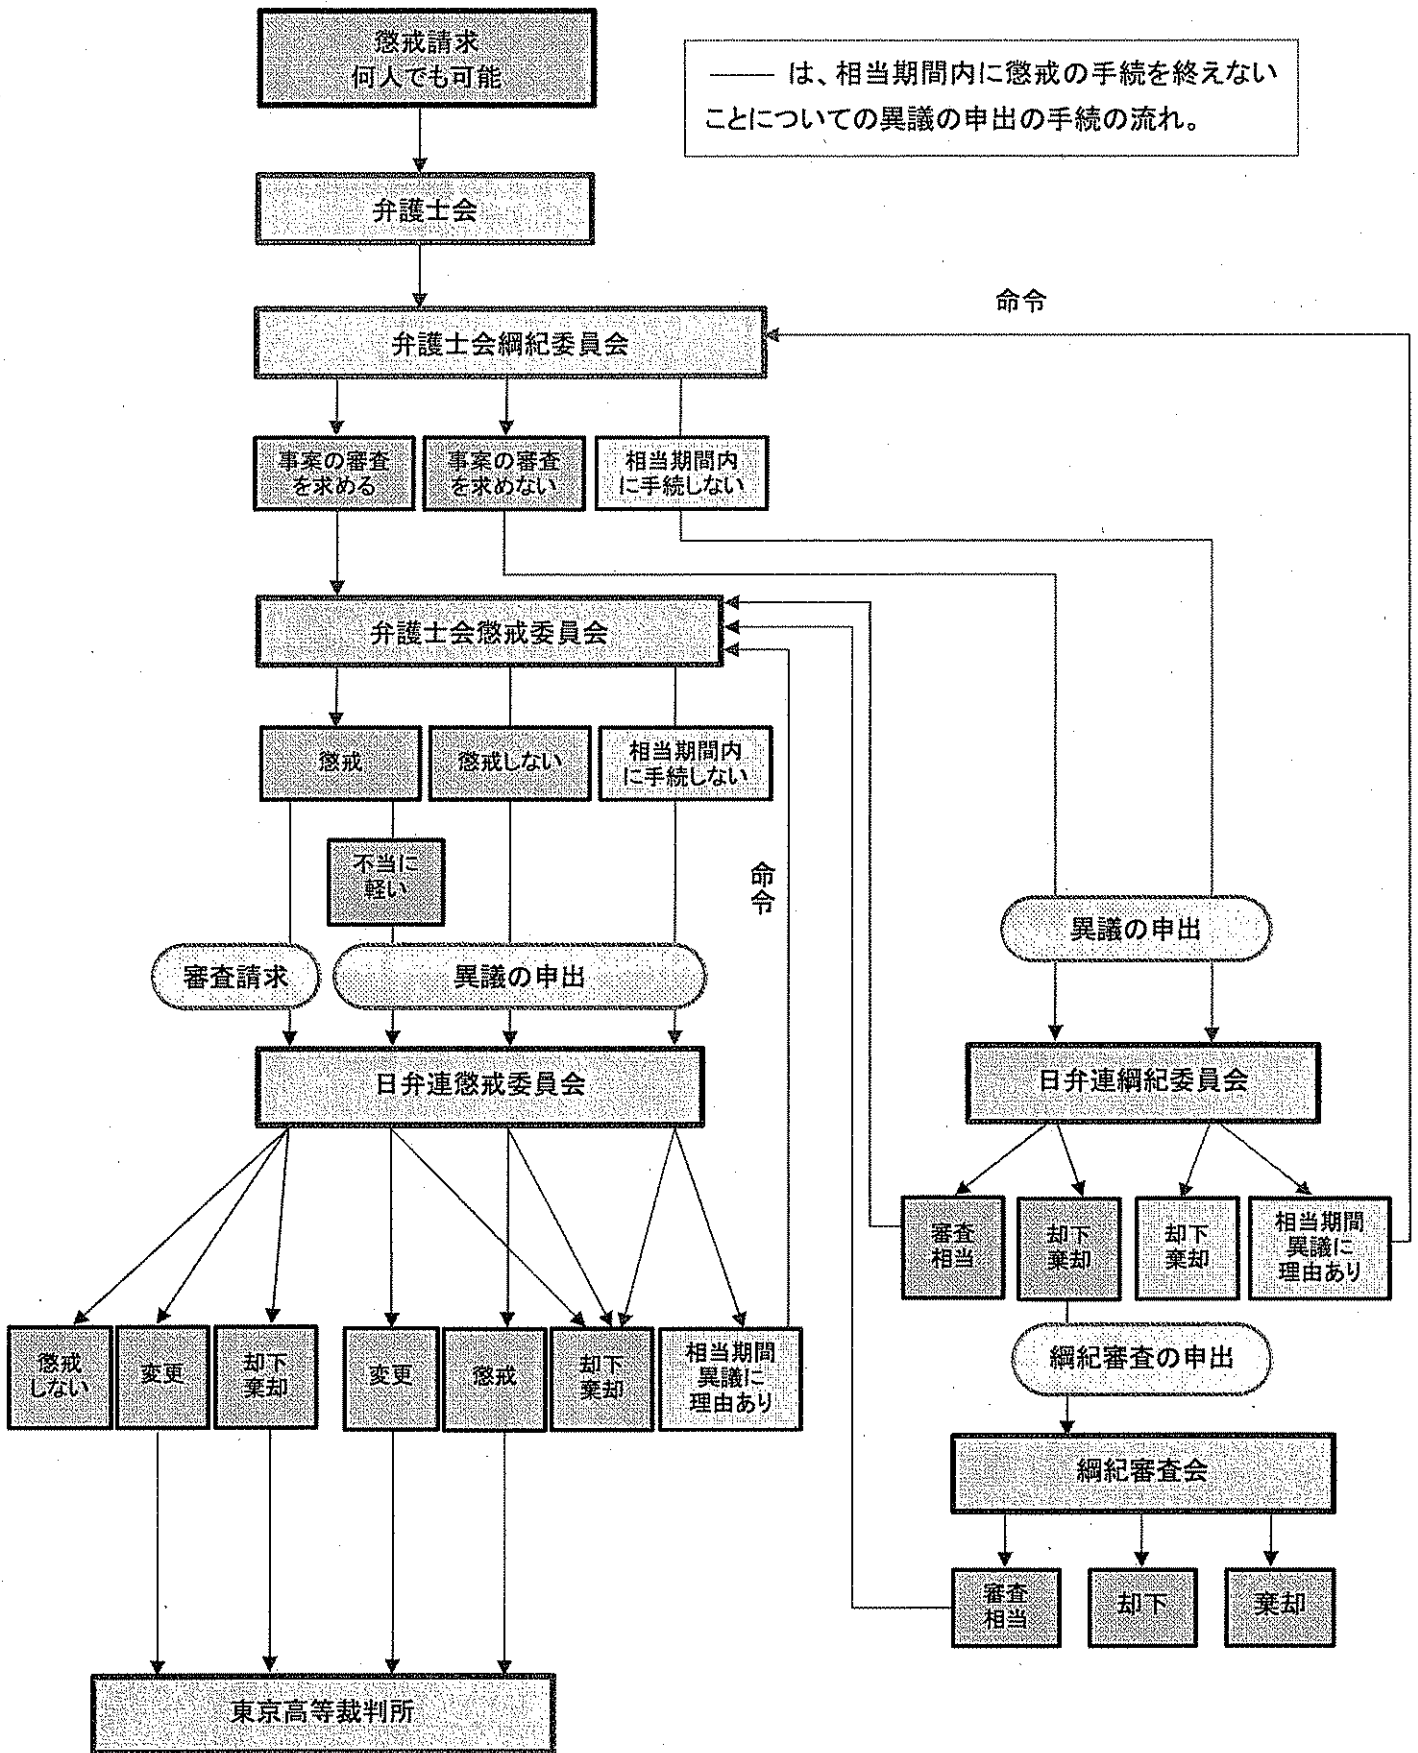 懲戒請求
何人でも可能
―― は、相当期間内に懲戒の手続を終えない
ことについての異議の申出の手続の流れ。
弁護士会
命令
弁護士会綱紀委員会
事案の審査
を求める
事案の審査
を求めない
相当期間内
に手続しない
弁護士会懲戒委員会
懲戒
懲戒しない
相当期間内
に手続しない
不当に
軽い
命令
審査請求
異議の申出
異議の申出
日弁連懲戒委員会
日弁連綱紀委員会
審査
相当
却下
棄却
却下
棄却
相当期間
異議に
理由あり
懲戒
しない
変更
却下
棄却
変更
懲戒
却下
棄却
相当期間
異議に
理由あり
綱紀審査の申出
綱紀審査会
審査
相当
却下
棄却
東京高等裁判所